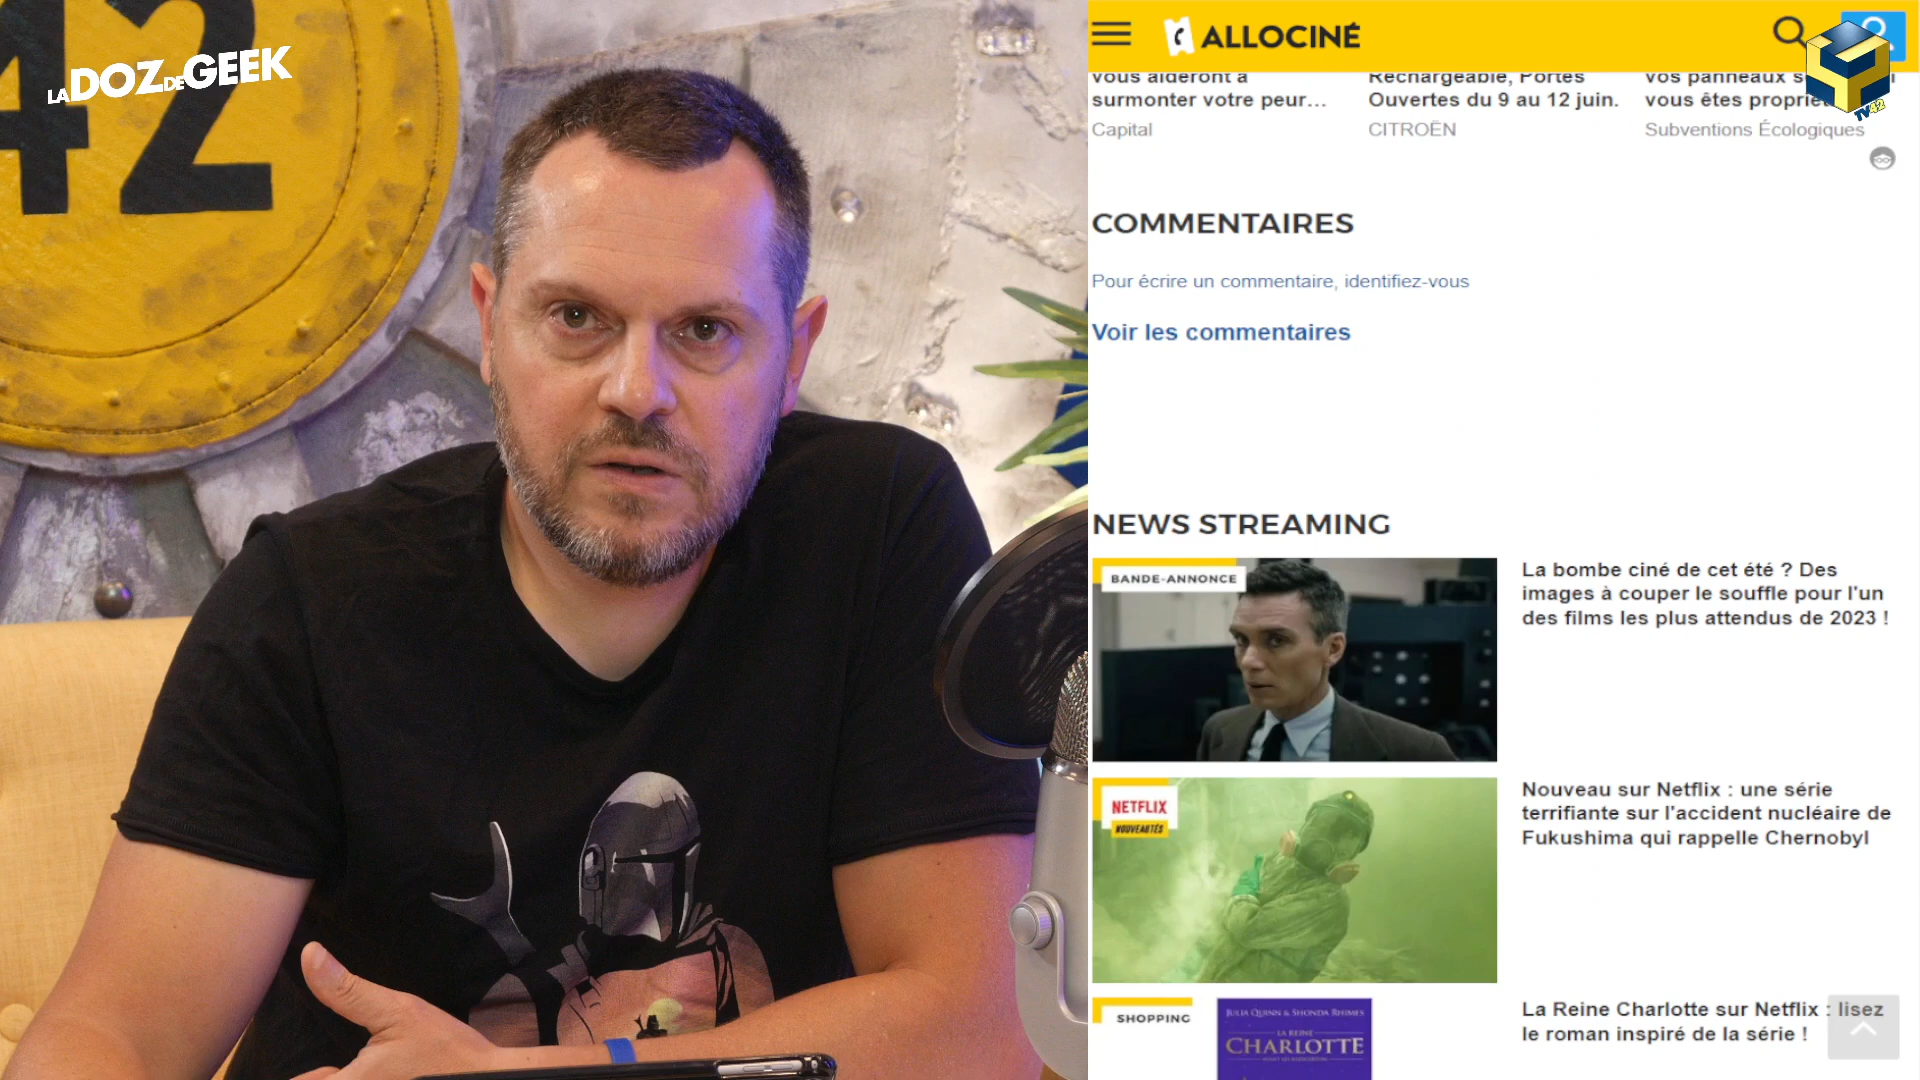 42
LA DOZ DE GEEK
ALLOCINÉ
TV42
vous aideront à
surmonter votre peur...
Capital
Rechargeable, Portes
Ouvertes du 9 au 12 juin.
CITROËN
vos panneaux
vous êtes
Subventions Écologiques
COMMENTAIRES
Pour écrire un commentaire, identifiez-vous
Voir les commentaires
NEWS STREAMING
BANDE-ANNONCE
La bombe ciné de cet été ? Des
images à couper le souffle pour l'un
des films les plus attendus de 2023 !
NETFLIX
NOUVEAUTÉS
Nouveau sur Netflix : une série
terrifiante sur l'accident nucléaire de
Fukushima qui rappelle Chernobyl
SHOPPING
JULIA QUINN & SHONDA RHIMES
LA REINE
CHARLOTTE
La Reine Charlotte sur Netflix : lisez
le roman inspiré de la série !